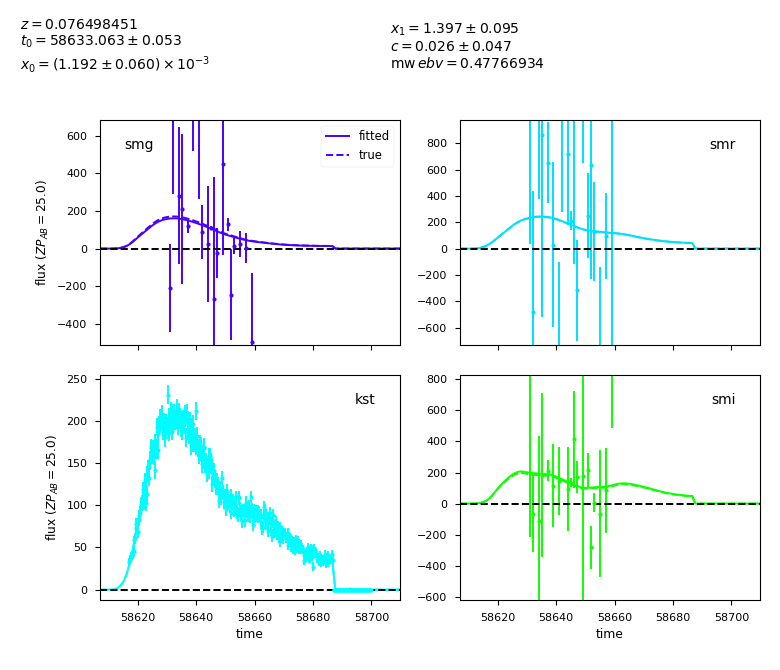 z = 0.076498451
t₀ = 58633.063 ± 0.053
x₀ = (1.192 ± 0.060) × 10⁻³
x₁ = 1.397 ± 0.095
c = 0.026 ± 0.047
mw ebv = 0.47766934
smg
fitted
true
600
400
200
0
−200
−400
flux (ZP_AB = 25.0)
smr
800
600
400
200
0
−200
−400
−600
kst
250
200
150
100
50
0
flux (ZP_AB = 25.0)
58620 58640 58660 58680 58700
time
smi
800
600
400
200
0
−200
−400
−600
58620 58640 58660 58680 58700
time